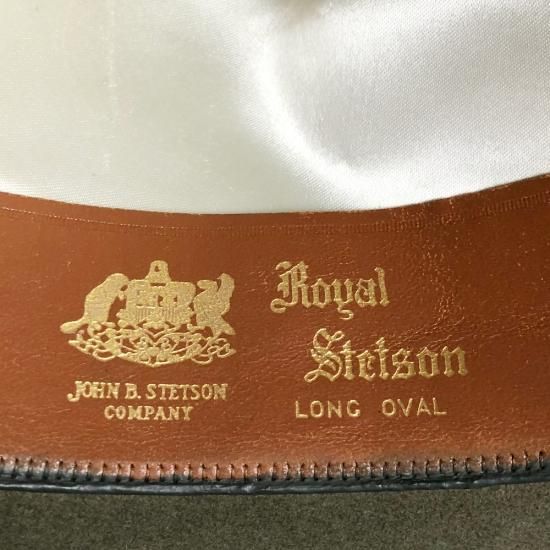 JOHN B. STETSON
COMPANY
Royal
Stetson
LONG OVAL